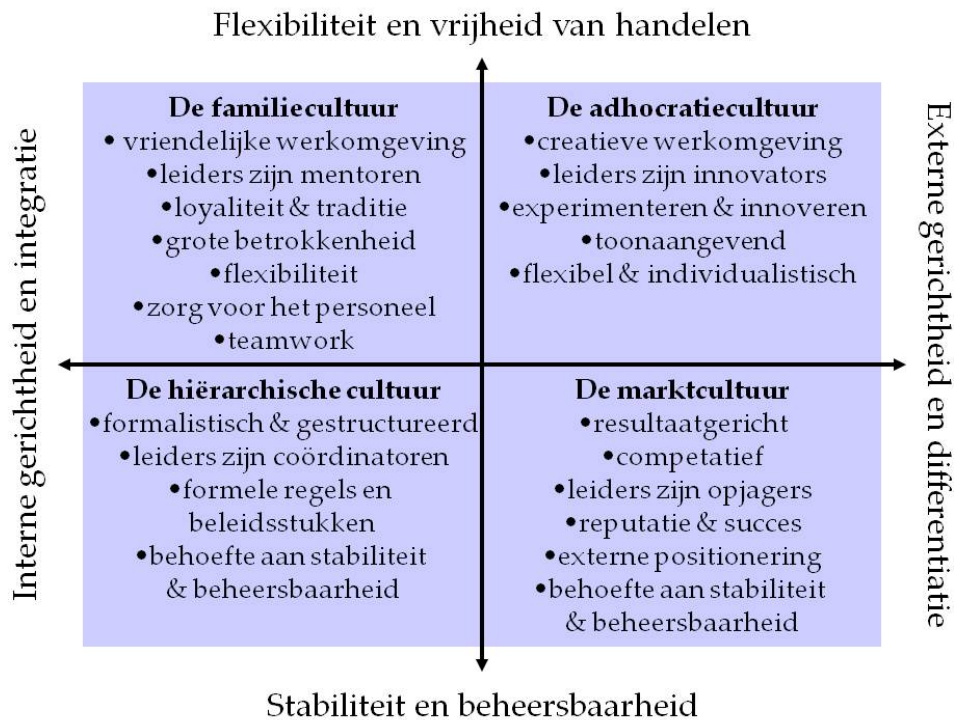 Flexibiliteit en vrijheid van handelen
Interne gerichtheid en integratie
De familiecultuur
• vriendelijke werkomgeving
•leiders zijn mentoren
•loyaliteit & traditie
•grote betrokkenheid
•flexibiliteit
•zorg voor het personeel
•teamwork
De adhocratiecultuur
•creatieve werkomgeving
•leiders zijn innovators
•experimenteren & innoveren
•toonaangevend
•flexibel & individualistisch
De hiërarchische cultuur
•formalistisch & gestructureerd
•leiders zijn coördinatoren
•formele regels en
beleidsstukken
•behoefte aan stabiliteit
& beheersbaarheid
De marktcultuur
•resultaatgericht
•competatief
•leiders zijn opjagers
•reputatie & succes
•externe positionering
•behoefte aan stabiliteit
& beheersbaarheid
Externe gerichtheid en differentiatie
Stabiliteit en beheersbaarheid